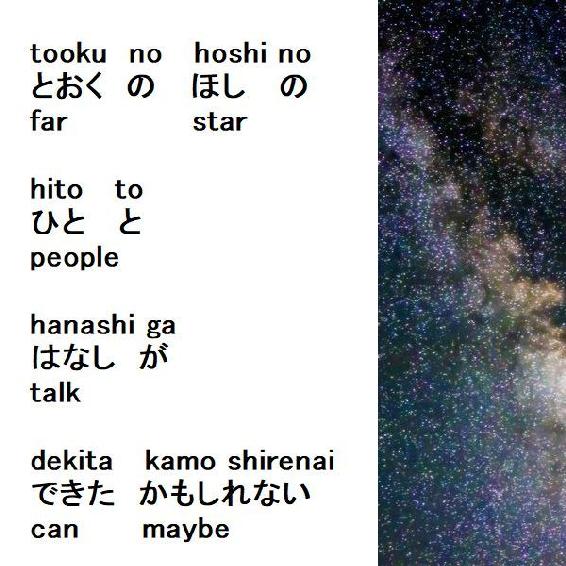 tooku no hoshi no
とおく の ほし の
far star
hito to
ひと と
people
hanashi ga
はなし が
talk
dekita kamo shirenai
できた かもしれない
can maybe